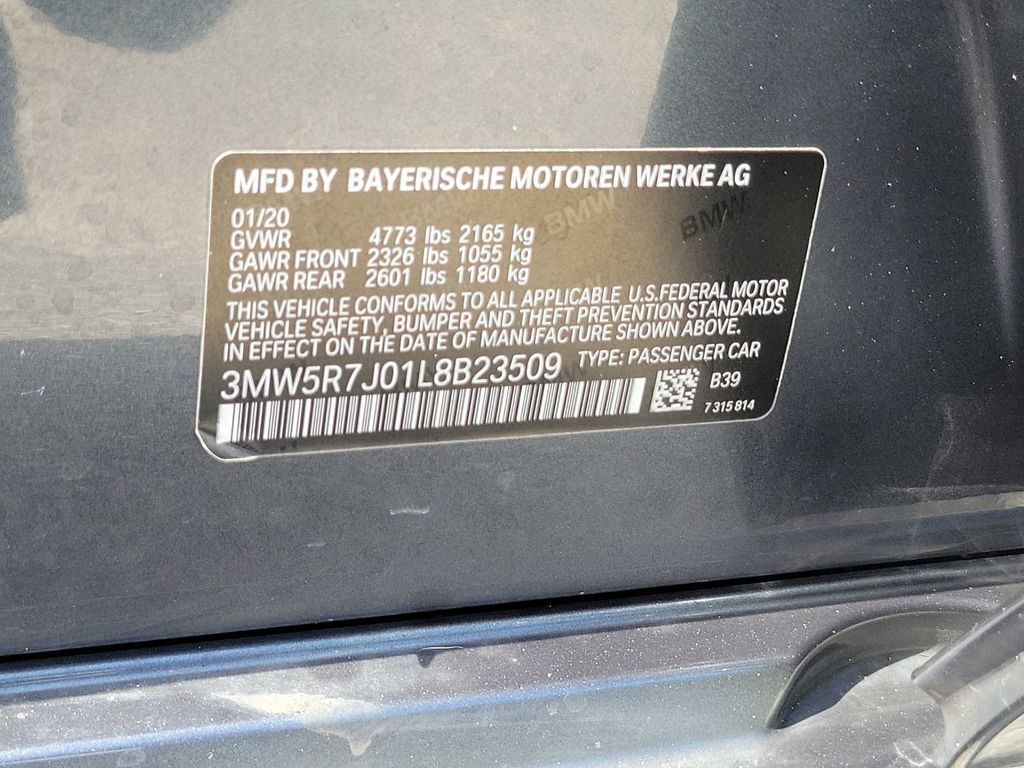 MFD BY BAYERISCHE MOTOREN WERKE AG
01/20
GVWR 4773 lbs 2165 kg
GAWR FRONT 2326 lbs 1055 kg
GAWR REAR 2601 lbs 1180 kg
THIS VEHICLE CONFORMS TO ALL APPLICABLE U.S.FEDERAL MOTOR
VEHICLE SAFETY, BUMPER AND THEFT PREVENTION STANDARDS
IN EFFECT ON THE DATE OF MANUFACTURE SHOWN ABOVE.
3MW5R7J01L8B23509 TYPE: PASSENGER CAR
B39
7 315 814
BMW
BMW